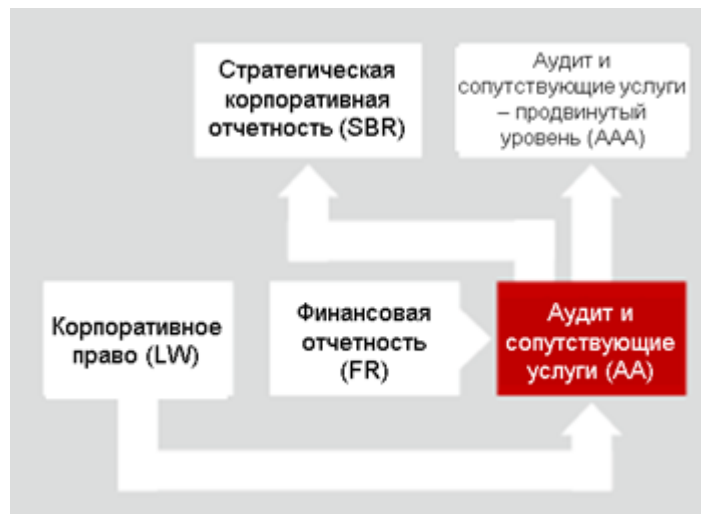 Стратегическая
корпоративная
отчетность (SBR)
Аудит и
сопутствующие услуги
– продвинутый
уровень (AAA)
Корпоративное
право (LW)
Финансовая
отчетность
(FR)
Аудит и
сопутствующие
услуги (AA)